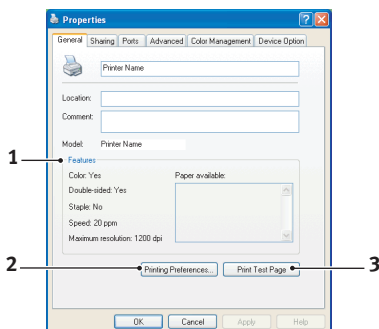 Properties
General Sharing Ports Advanced Color Management Device Option
Printer Name
Location:
Comment:
Model: Printer Name
1
Features
Color: Yes Paper available:
Double-sided: Yes
Staple: No
Speed: 20 ppm
Maximum resolution: 1200 dpi
2 Printing Preferences... Print Test Page 3
OK Cancel Apply Help